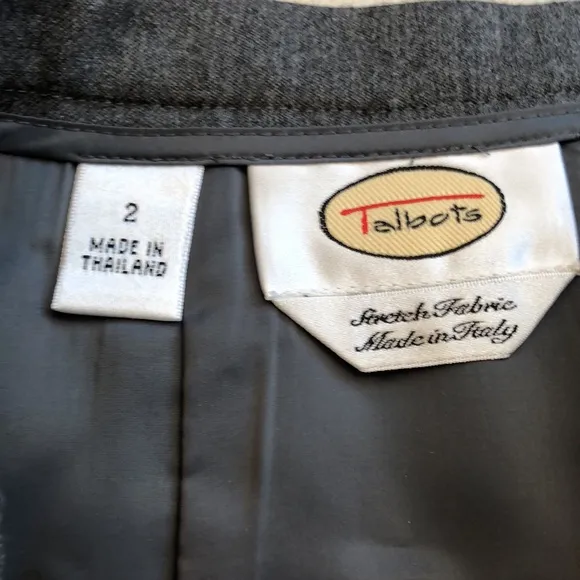 2
MADE IN
THAILAND
Talbots
Stretch Fabric
Made in Italy